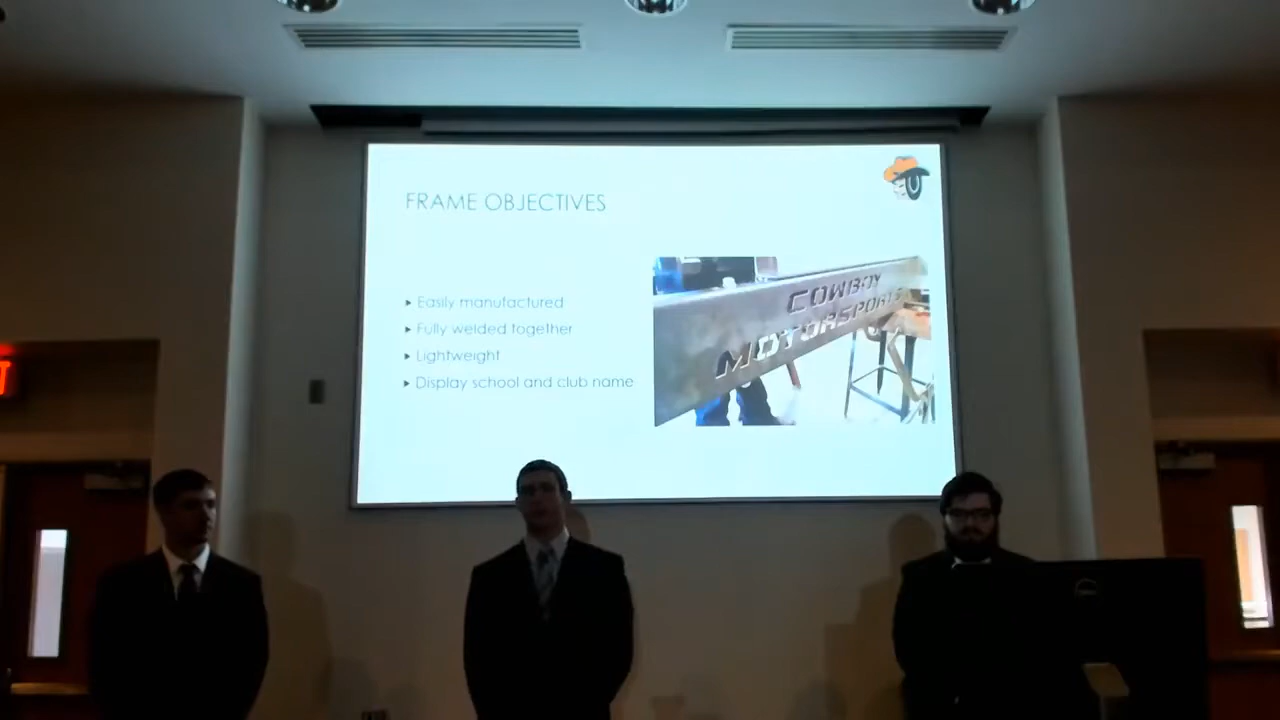 FRAME OBJECTIVES
Easily manufactured
Fully welded together
Lightweight
Display school and club name
COWBOY
MOTORSPORTS